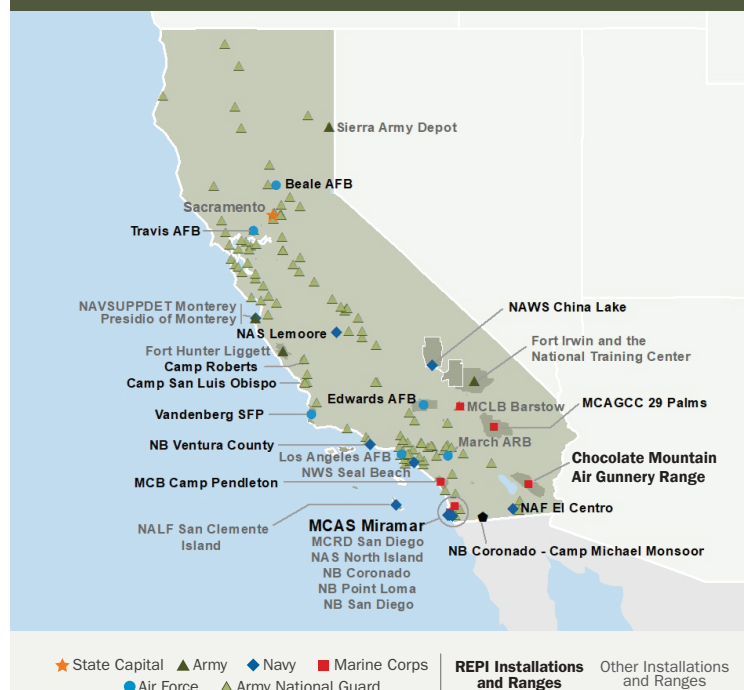 Sierra Army Depot
Beale AFB
Sacramento
Travis AFB
NAVSUPPDET Monterey
Presidio of Monterey
NAWS China Lake
NAS Lemoore
Fort Irwin and the
National Training Center
Fort Hunter Liggett
Camp Roberts
Camp San Luis Obispo
Edwards AFB
MCLB Barstow
MCAGCC 29 Palms
Vandenberg SFP
NB Ventura County
March ARB
Los Angeles AFB
NWS Seal Beach
Chocolate Mountain
Air Gunnery Range
MCB Camp Pendleton
NAF El Centro
NALF San Clemente
Island
MCAS Miramar
MCRD San Diego
NAS North Island
NB Coronado
NB Point Loma
NB San Diego
NB Coronado - Camp Michael Monsoor
State Capital Army Navy Marine Corps
Air Force Army National Guard
REPI Installations
and Ranges
Other Installations
and Ranges